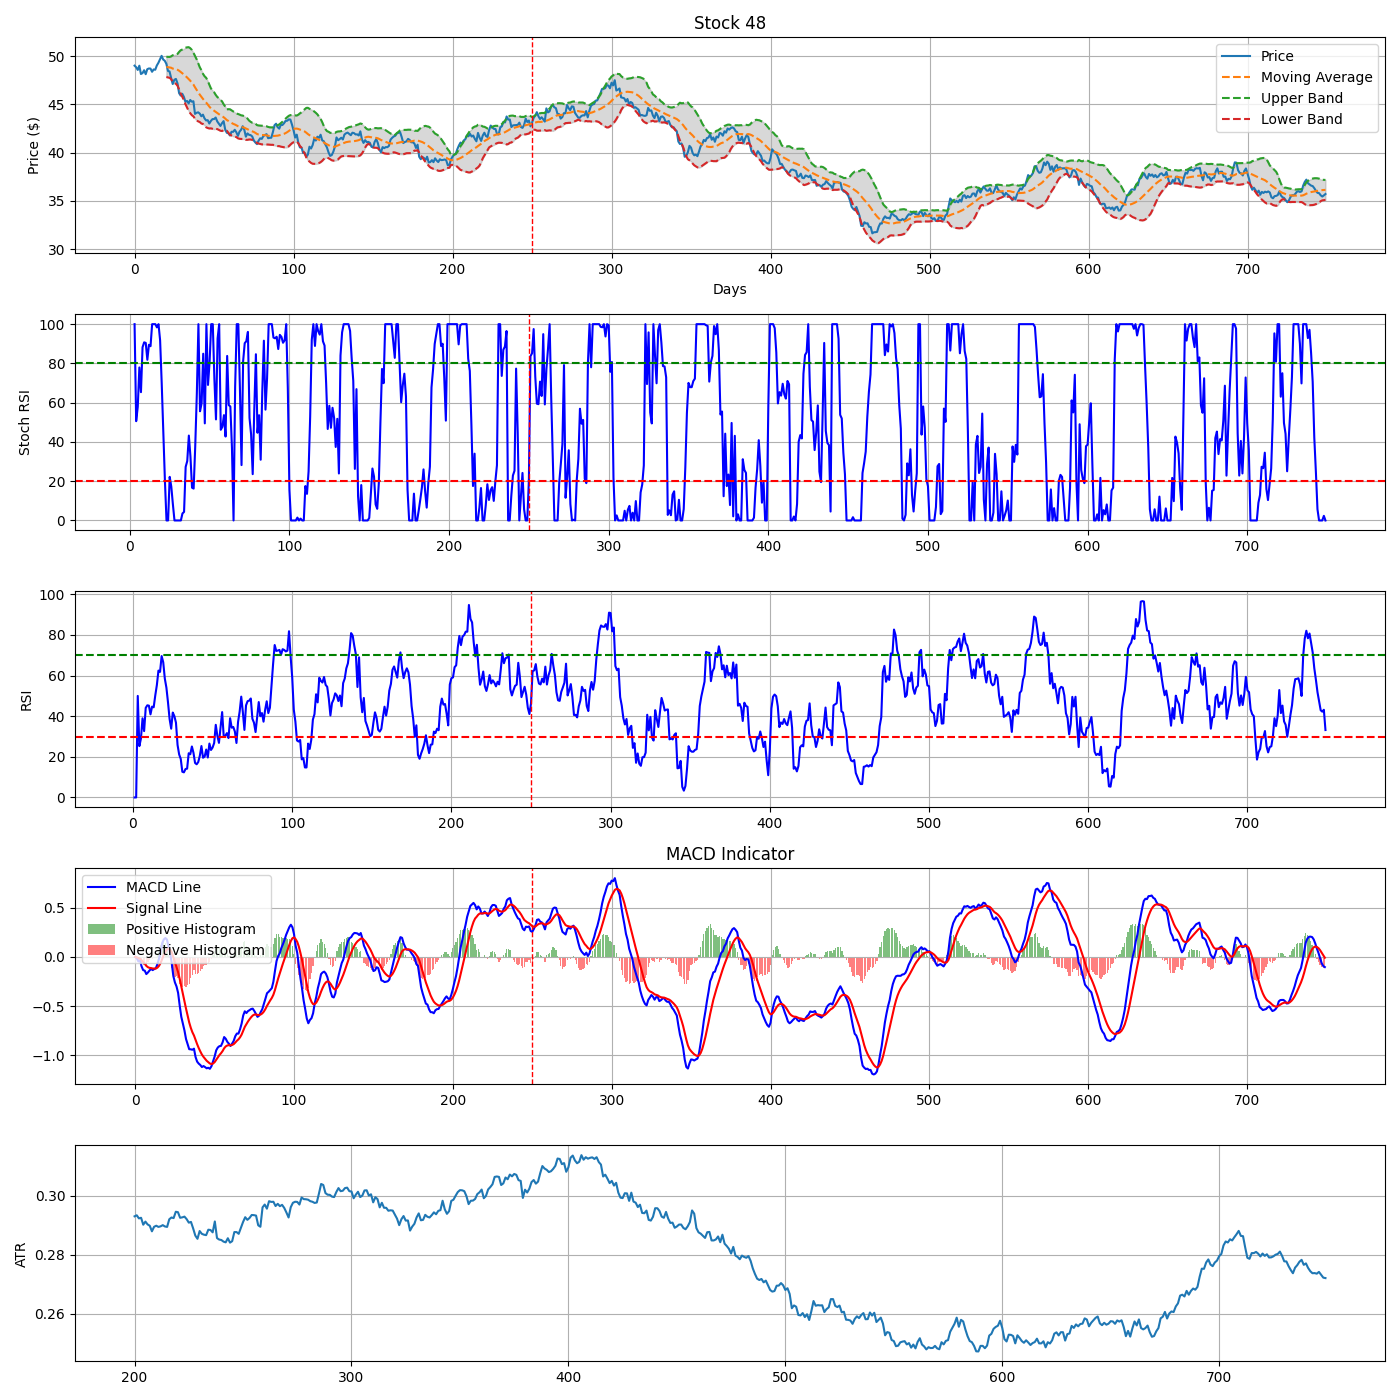 Stock 48
Price ($)
50
45
40
35
30
Price
Moving Average
Upper Band
Lower Band
0 100 200 300 400 500 600 700
Days
Stoch RSI
100
80
60
40
20
0
0 100 200 300 400 500 600 700
RSI
100
80
60
40
20
0
0 100 200 300 400 500 600 700
MACD Indicator
MACD Line
Signal Line
Positive Histogram
Negative Histogram
0.5
0.0
−0.5
−1.0
0 100 200 300 400 500 600 700
ATR
0.30
0.28
0.26
200 300 400 500 600 700